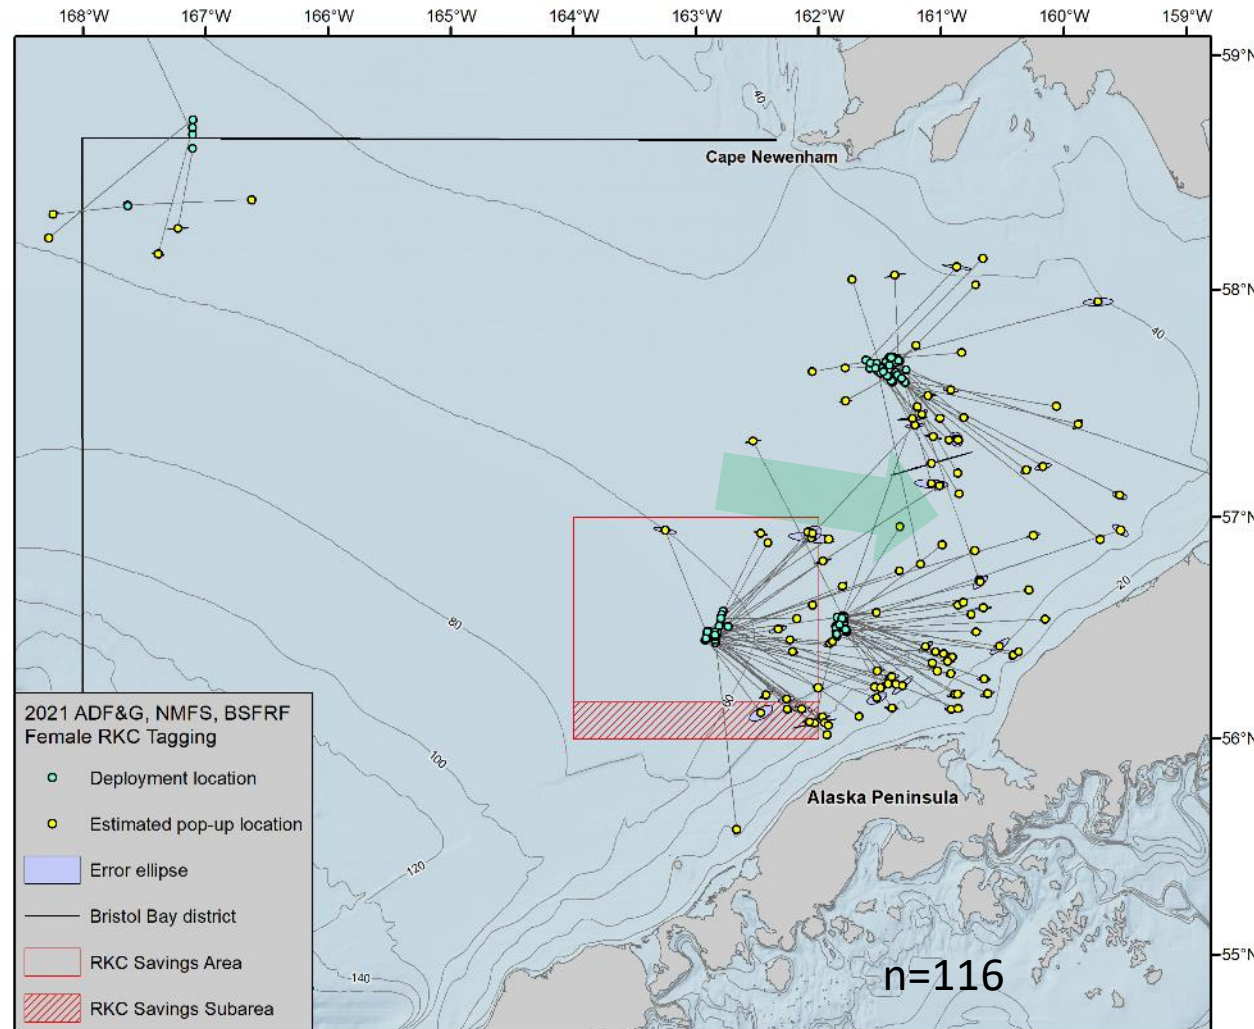 168°W 167°W 166°W 165°W 164°W 163°W 162°W 161°W 160°W 159°W
59°N
40
Cape Newenham
58°N
40
57°N
20
80
50
56°N
2021 ADF&G, NMFS, BSFRF
Female RKC Tagging
Deployment location
Estimated pop-up location
Error ellipse
Bristol Bay district
RKC Savings Area
RKC Savings Subarea
100
Alaska Peninsula
120
55°N
n=116
140